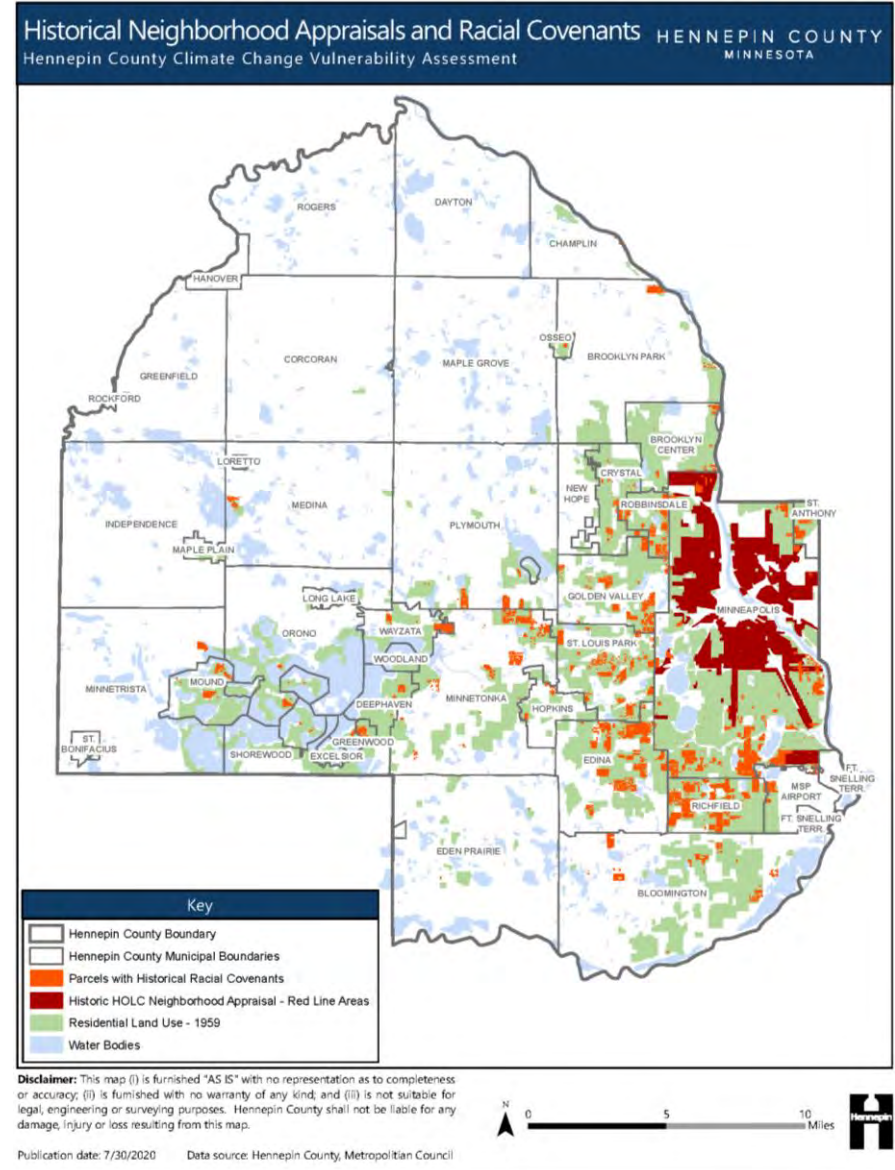 Historical Neighborhood Appraisals and Racial Covenants
Hennepin County Climate Change Vulnerability Assessment
HENNEPIN COUNTY
MINNESOTA
ROGERS
DAYTON
CHAMPLIN
HANOVER
OSSEO
CORCORAN
MAPLE GROVE
BROOKLYN PARK
GREENFIELD
ROCKFORD
BROOKLYN
CENTER
LORETTO
CRYSTAL
NEW
HOPE
ROBBINSDALE
ST.
ANTHONY
INDEPENDENCE
MEDINA
PLYMOUTH
MAPLE PLAIN
LONG LAKE
GOLDEN VALLEY
MINNEAPOLIS
ORONO
WAYZATA
ST. LOUIS PARK
WOODLAND
MOUND
MINNETRISTA
MINNETONKA
DEEPHAVEN
HOPKINS
ST.
BONIFACIUS
GREENWOOD
SHOREWOOD
EXCELSIOR
EDINA
FT.
SNELLING
TERR.
MSP
AIRPORT
RICHFIELD
FT. SNELLING
TERR.
EDEN PRAIRIE
BLOOMINGTON
Key
Hennepin County Boundary
Hennepin County Municipal Boundaries
Parcels with Historical Racial Covenants
Historic HOLC Neighborhood Appraisal - Red Line Areas
Residential Land Use - 1959
Water Bodies
Disclaimer: This map (i) is furnished "AS IS" with no representation as to completeness
or accuracy; (ii) is furnished with no warranty of any kind; and (iii) is not suitable for
legal, engineering or surveying purposes. Hennepin County shall not be liable for any
damage, injury or loss resulting from this map.
Publication date: 7/30/2020 Data source: Hennepin County, Metropolitian Council
N
0 5 10
Miles
Hennepin